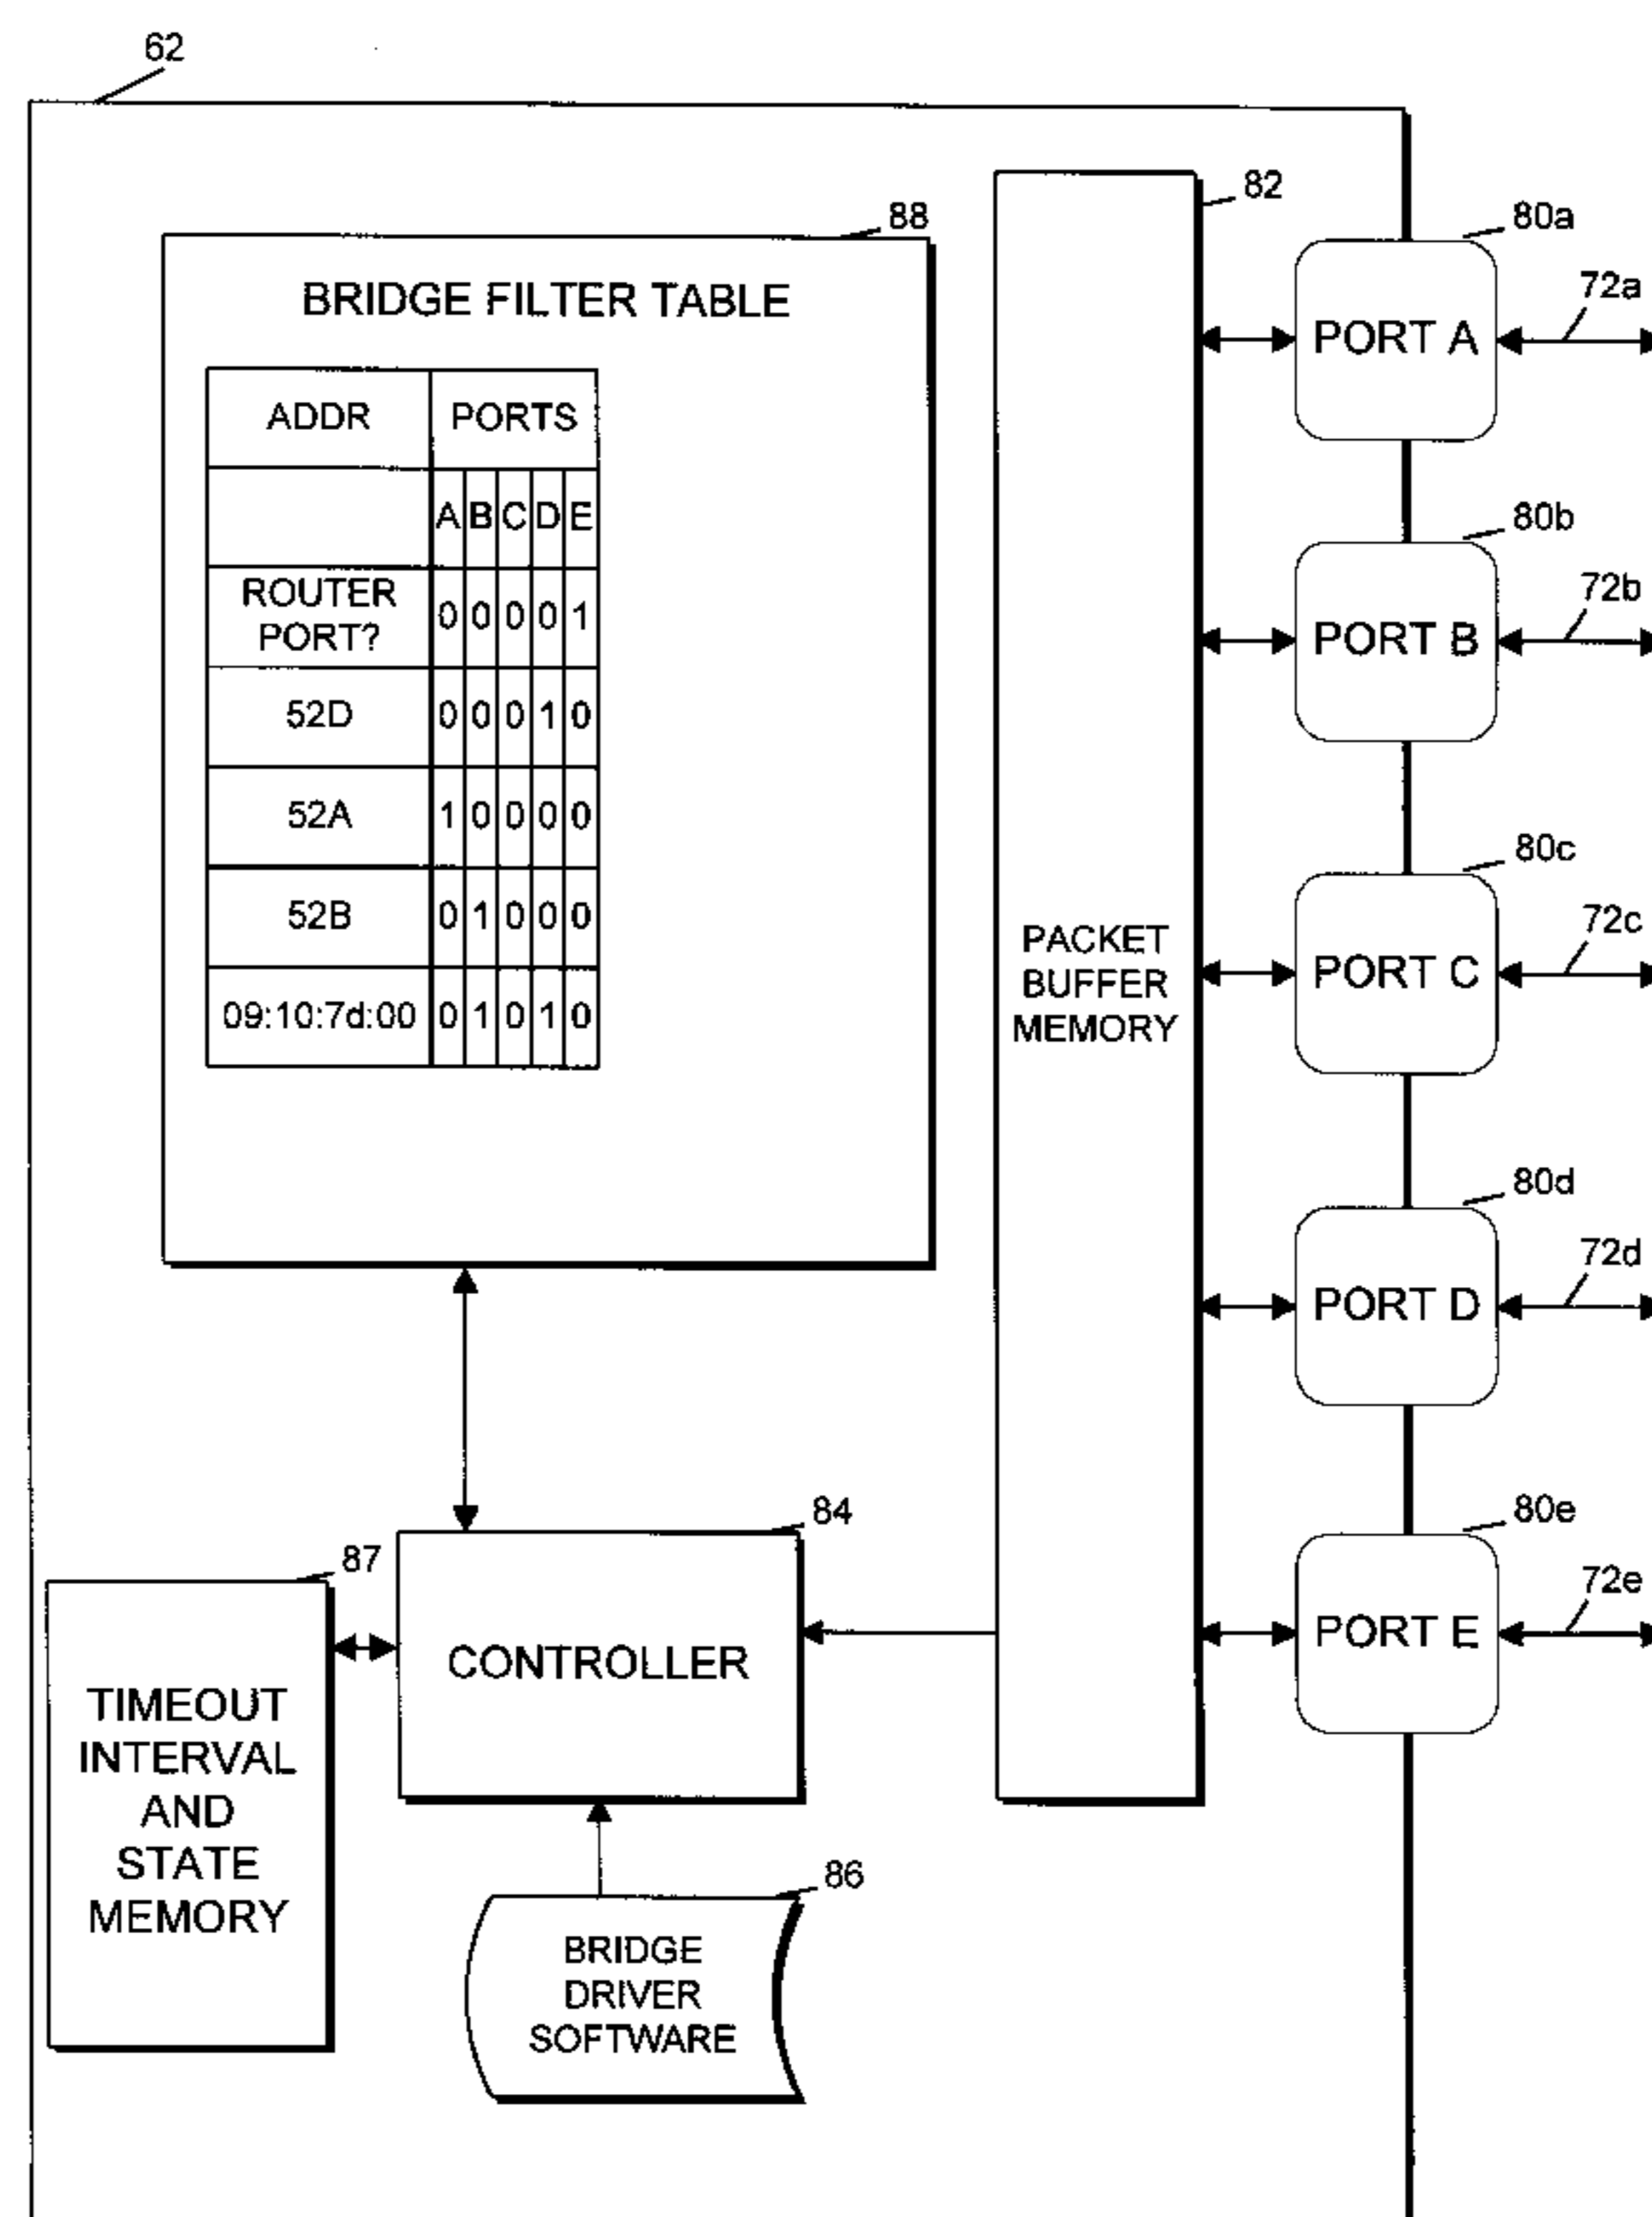 62
88
82
80a
72a
BRIDGE FILTER TABLE
PORT A
ADDR PORTS
A B C D E
ROUTER
PORT?
0 0 0 0 1
52D 0 0 0 1 0
52A 1 0 0 0 0
52B 0 1 0 0 0
09:10:7d:00 0 1 0 1 0
80b
72b
PORT B
80c
72c
PACKET
BUFFER
MEMORY
PORT C
80d
72d
PORT D
84
80e
87
72e
CONTROLLER
PORT E
TIMEOUT
INTERVAL
AND
STATE
MEMORY
86
BRIDGE
DRIVER
SOFTWARE